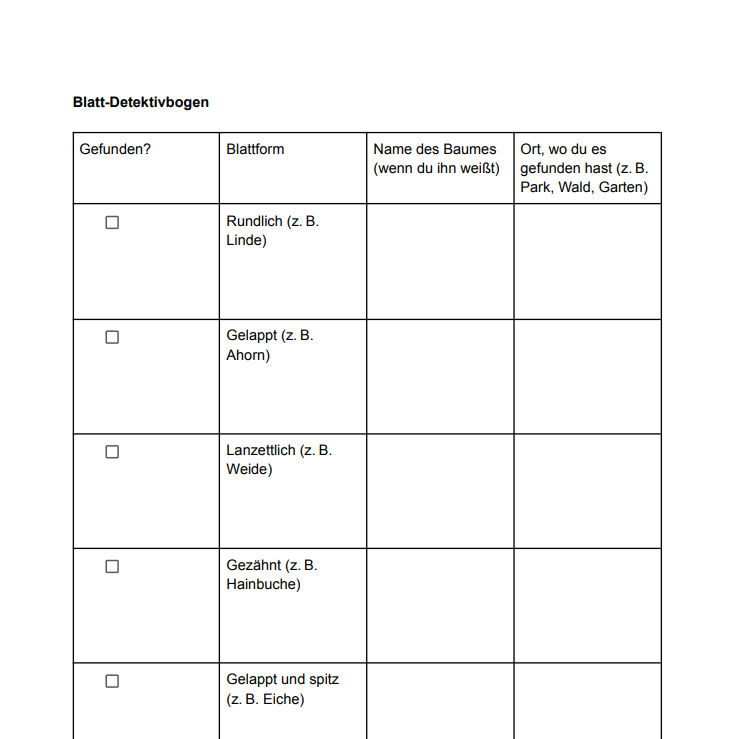 Blatt-Detektivbogen
Gefunden?
Blattform
Name des Baumes
(wenn du ihn weißt)
Ort, wo du es
gefunden hast (z. B.
Park, Wald, Garten)
Rundlich (z. B.
Linde)
Gelappt (z. B.
Ahorn)
Lanzettlich (z. B.
Weide)
Gezähnt (z. B.
Hainbuche)
Gelappt und spitz
(z. B. Eiche)